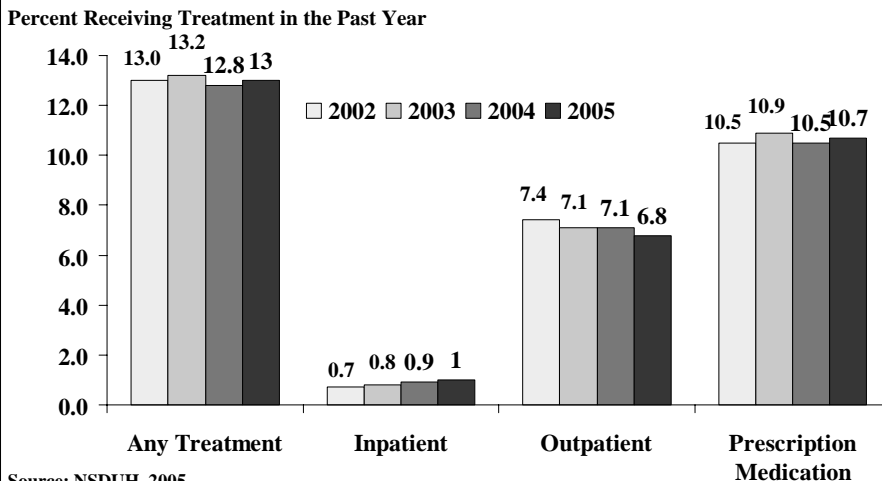 Percent Receiving Treatment in the Past Year
14.0
12.0
10.0
8.0
6.0
4.0
2.0
0.0
13.0 13.2 12.8 13
2002 2003 2004 2005
0.7 0.8 0.9 1
7.4 7.1 7.1 6.8
10.5 10.9 10.5 10.7
Any Treatment Inpatient Outpatient Prescription
Medication
Source: NSDUH, 2005